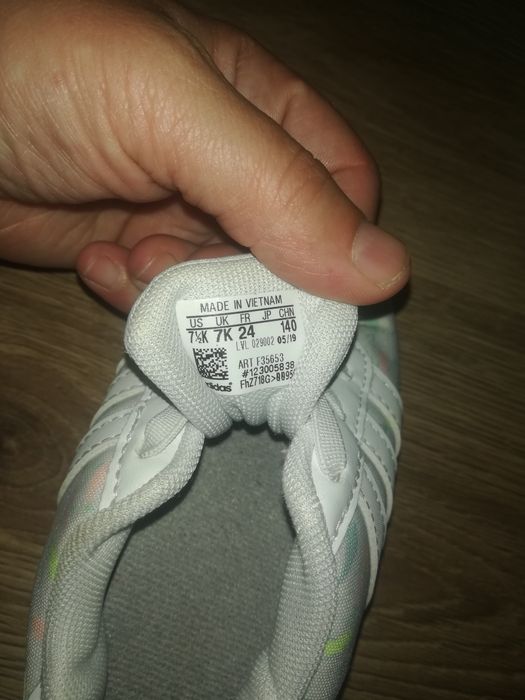 MADE IN VIETNAM
US UK FR JP CHN
7½K 7K 24 140
LVL 029002 05/19
ART F35653
#123005838
adidas